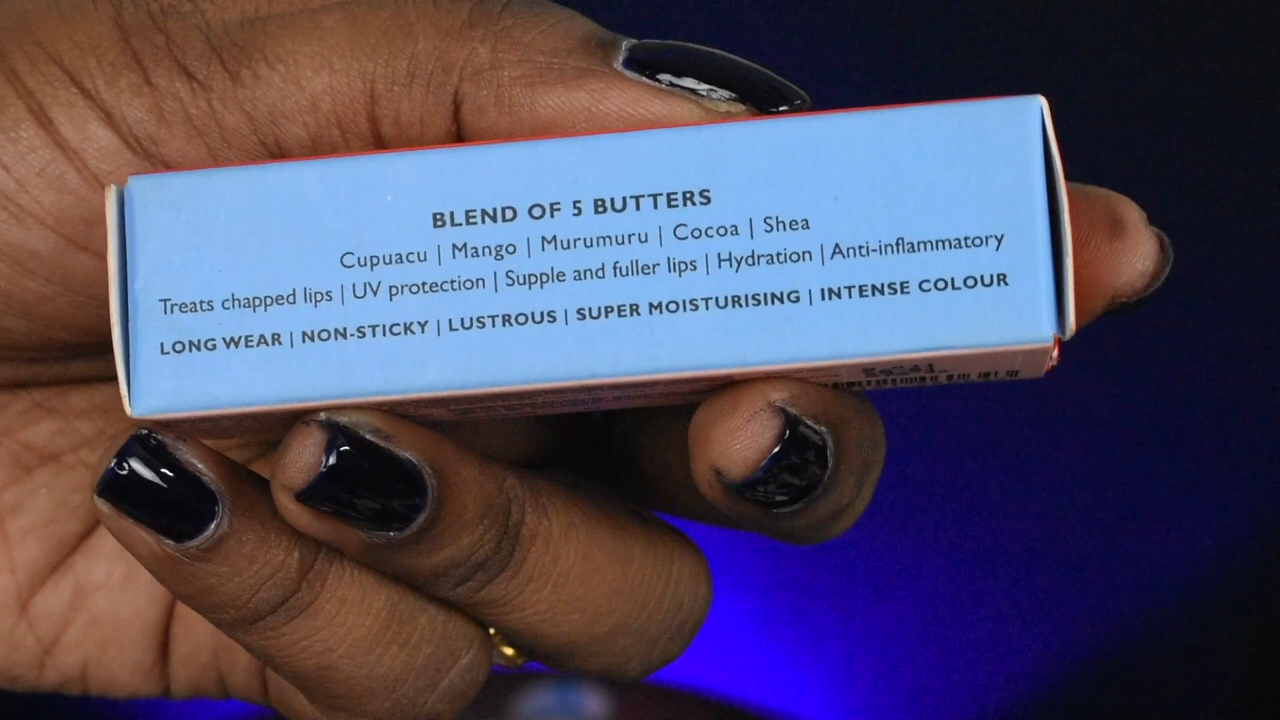 BLEND OF 5 BUTTERS
Cupuacu | Mango | Murumuru | Cocoa | Shea
Treats chapped lips | UV protection | Supple and fuller lips | Hydration | Anti-inflammatory
LONG WEAR | NON-STICKY | LUSTROUS | SUPER MOISTURISING | INTENSE COLOUR